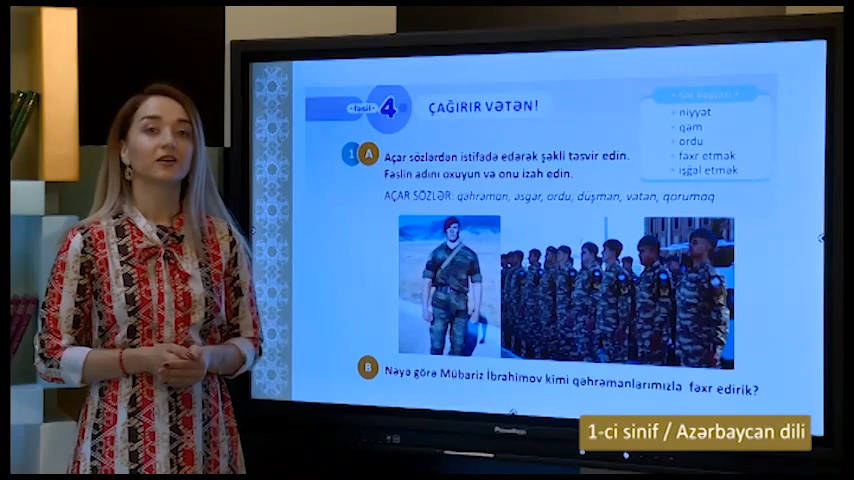 fəsil
4
ÇAĞIRIR VƏTƏN!
Söz boğçası
niyyət
qəm
ordu
fəxr etmək
işğal etmək
1 A
Açar sözlərdən istifadə edərək şəkli təsvir edin.
Fəslin adını oxuyun və onu izah edin.
AÇAR SÖZLƏR: qəhrəman, əsgər, ordu, düşmən, vətən, qorumaq
B
Nəyə görə Mübariz İbrahimov kimi qəhrəmanlarımızla fəxr edirik?
Promethean
1-ci sinif / Azərbaycan dili